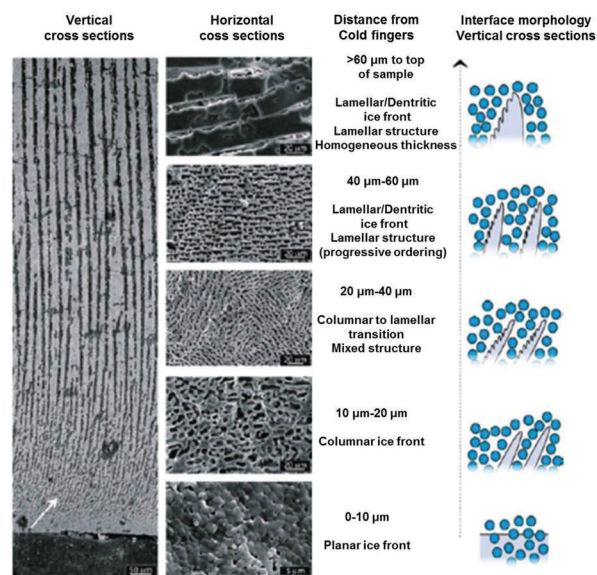 Vertical
cross sections
Horizontal
coss sections
Distance from
Cold fingers
Interface morphology
Vertical cross sections
>60 µm to top
of sample
Lamellar/Dentritic
ice front
Lamellar structure
Homogeneous thickness
20 µm
40 µm-60 µm
Lamellar/Dendritic
ice front
Lamellar structure
(progressive ordering)
20 µm-40 µm
Columnar to lamellar
transition
Mixed structure
10 µm-20 µm
Columnar ice front
0-10 µm
Planar ice front
50 µm
5 µm